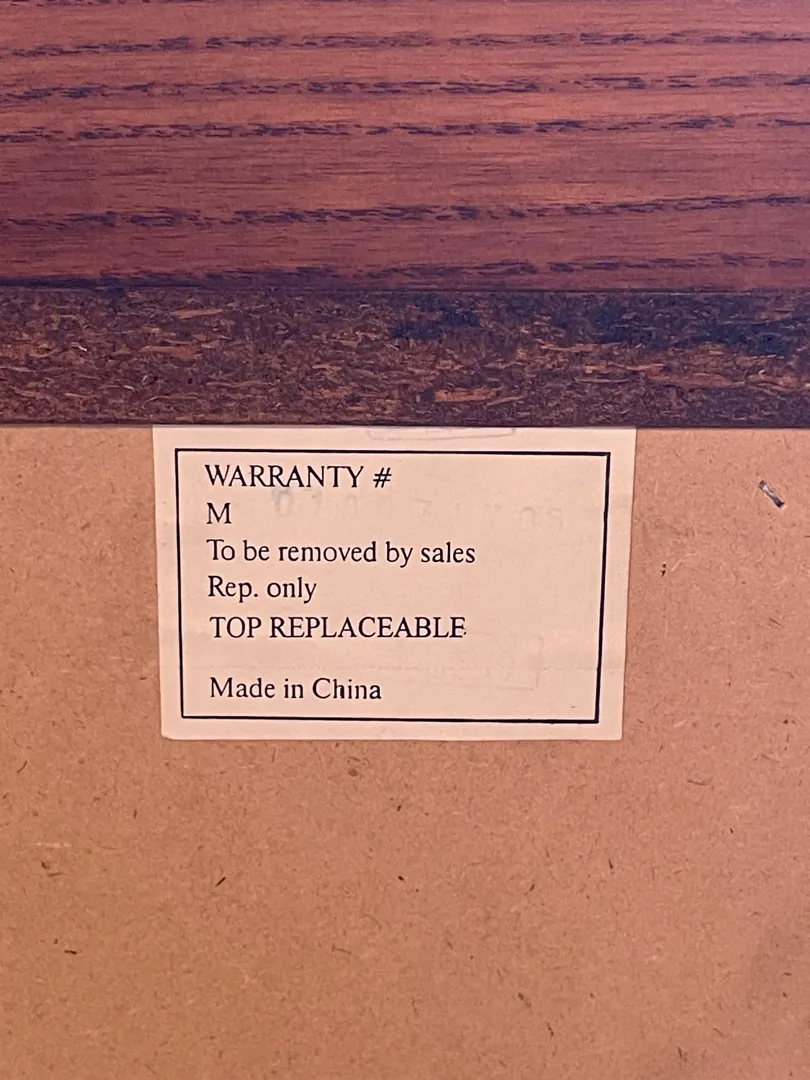 WARRANTY #
M
To be removed by sales
Rep. only
TOP REPLACEABLE
Made in China